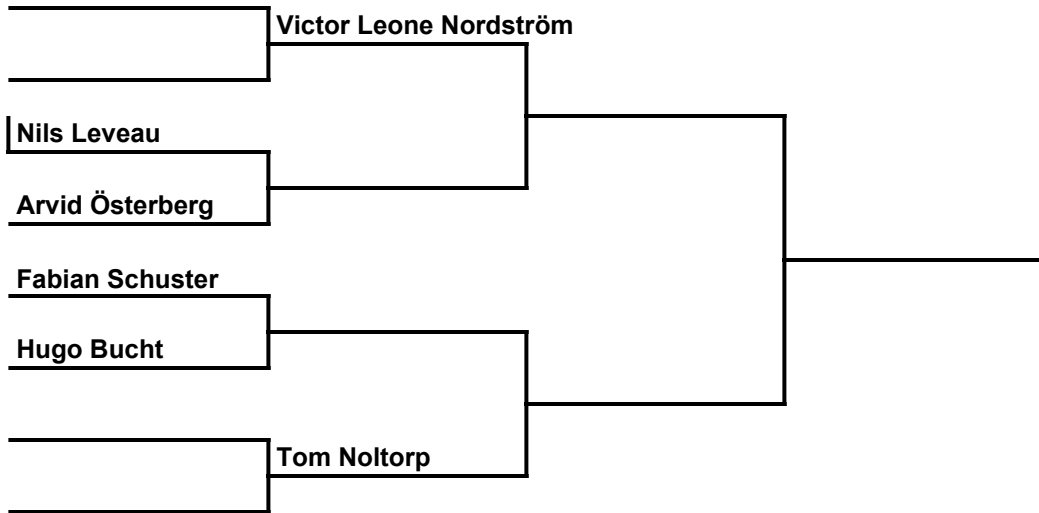 Victor Leone Nordström
Nils Leveau
Arvid Österberg
Fabian Schuster
Hugo Bucht
Tom Noltorp